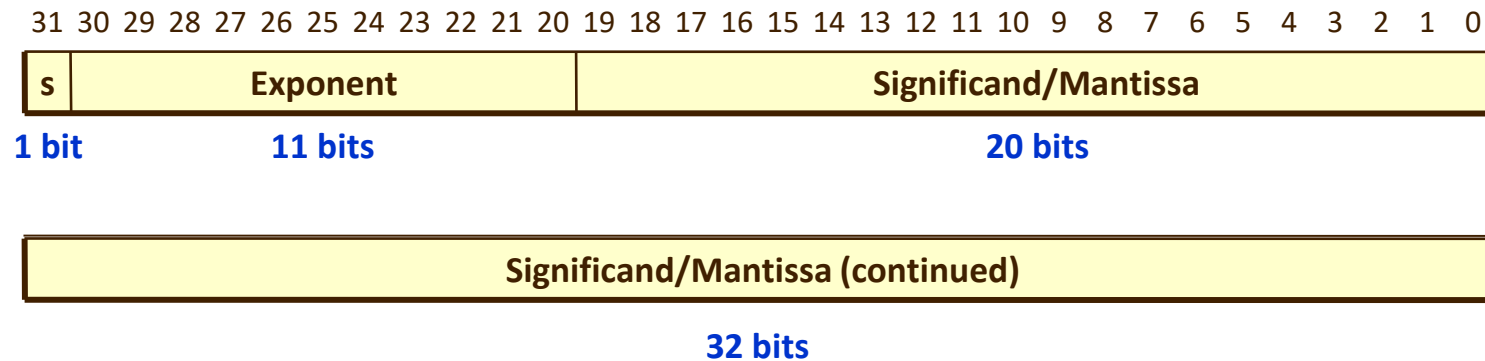 31 30 29 28 27 26 25 24 23 22 21 20 19 18 17 16 15 14 13 12 11 10 9 8 7 6 5 4 3 2 1 0
s Exponent Significand/Mantissa
1 bit 11 bits 20 bits
Significand/Mantissa (continued)
32 bits